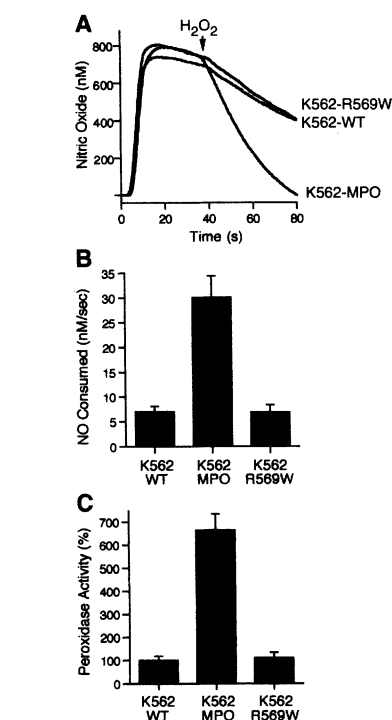 A
H2O2
Nitric Oxide (nM)
800
600
400
200
K562-R569W
K562-WT
K562-MPO
0 20 40 60 80
Time (s)
B
NO Consumed (nM/sec)
35
30
25
20
15
10
5
0
K562 K562 K562
WT MPO R569W
C
Peroxidase Activity (%)
700
600
500
400
300
200
100
0
K562 K562 K562
WT MPO R569W